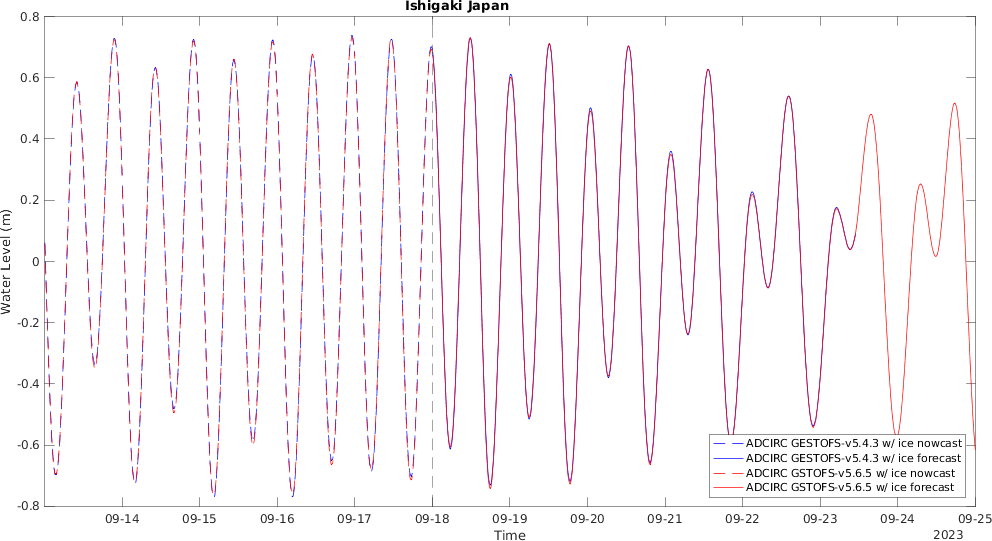 Ishigaki Japan
Water Level (m)
0.8
0.6
0.4
0.2
0
-0.2
-0.4
-0.6
-0.8
ADCIRC GESTOFS-v5.4.3 w/ ice nowcast
ADCIRC GESTOFS-v5.4.3 w/ ice forecast
ADCIRC GSTOFS-v5.6.5 w/ ice nowcast
ADCIRC GSTOFS-v5.6.5 w/ ice forecast
09-14 09-15 09-16 09-17 09-18 09-19 09-20 09-21 09-22 09-23 09-24 09-25
Time
2023